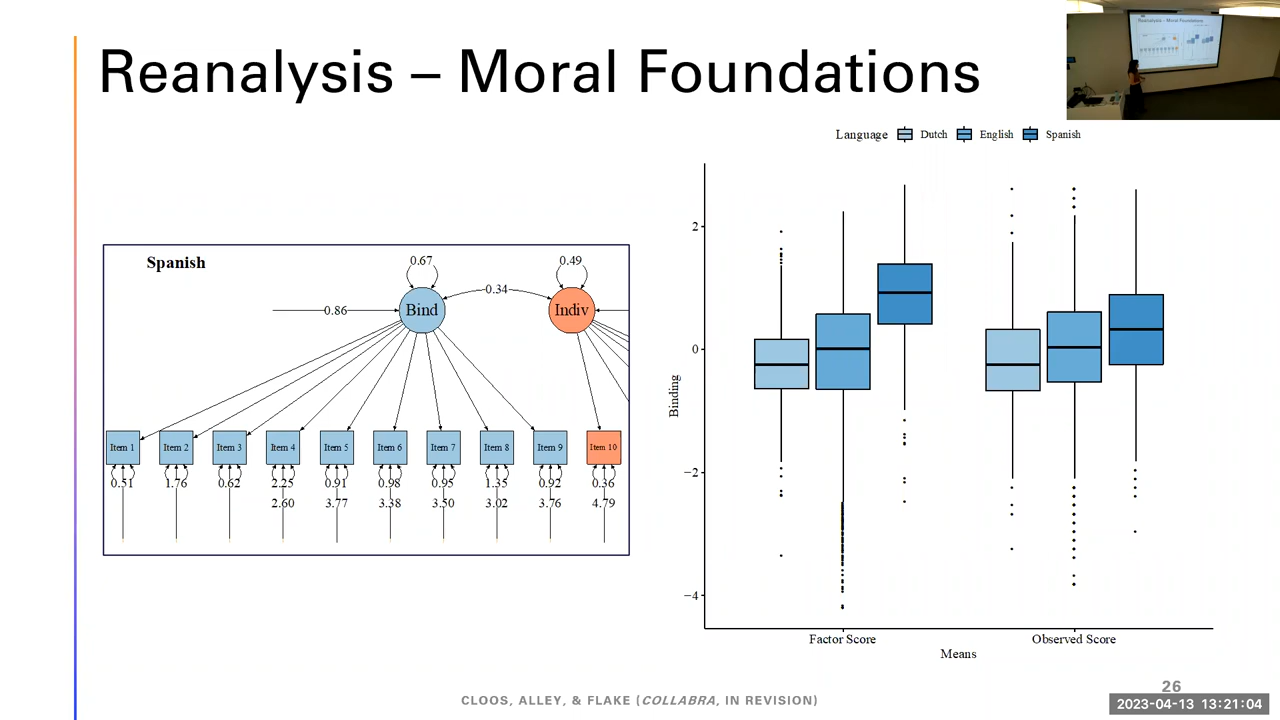 Reanalysis – Moral Foundations
Language Dutch English Spanish
Spanish
0.67
0.49
0.34
0.86
Bind
Indiv
Item 1 Item 2 Item 3 Item 4 Item 5 Item 6 Item 7 Item 8 Item 9 Item 10
0.51 1.76 0.62 2.25 0.91 0.98 0.95 1.35 0.92 0.36
2.60 3.77 3.38 3.50 3.02 3.76 4.79
Binding
2
0
−2
−4
Factor Score Observed Score
Means
CLOOS, ALLEY, & FLAKE (COLLABRA, IN REVISION)
26
2023-04-13 13:21:04